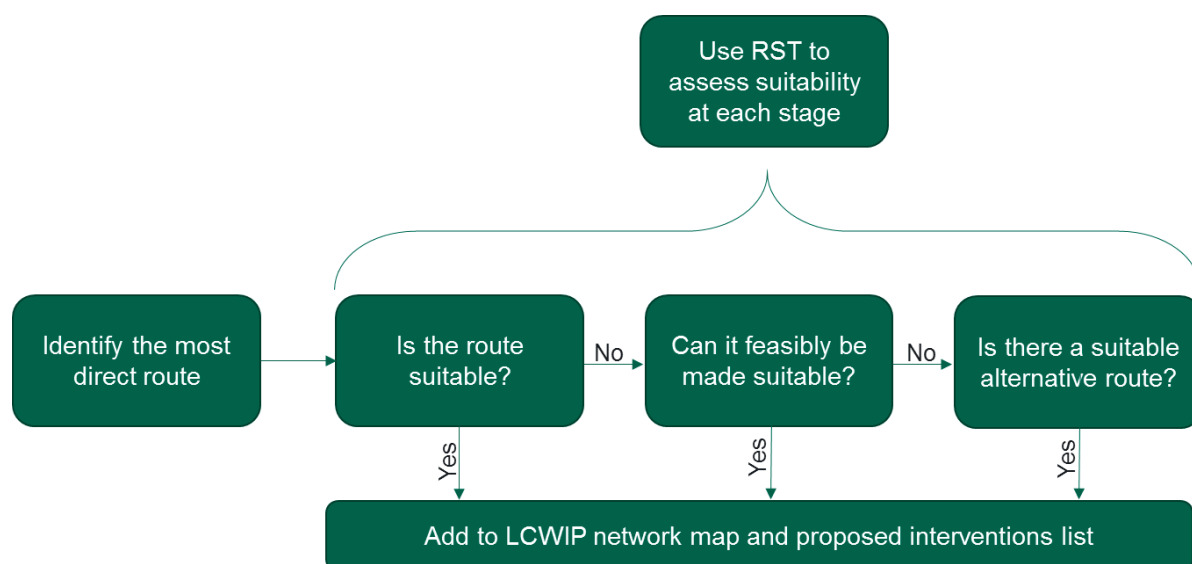 Use RST to
assess suitability
at each stage
Identify the most
direct route
Is the route
suitable?
No
Can it feasibly be
made suitable?
No
Is there a suitable
alternative route?
Yes
Yes
Yes
Add to LCWIP network map and proposed interventions list